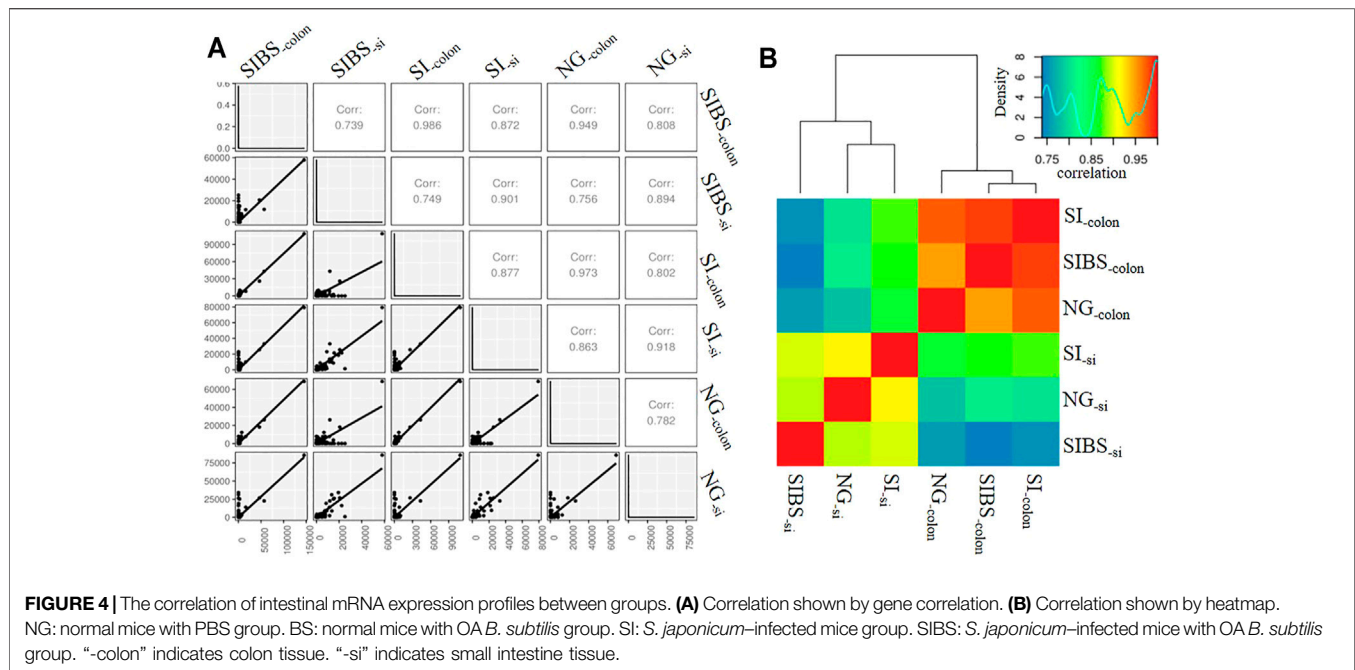 A
SIBS-colon
SIBS-si
SI-colon
SI-si
NG-colon
NG-si
0.6
0.4
0.2
0.0
Corr:
0.739
Corr:
0.986
Corr:
0.872
Corr:
0.949
Corr:
0.808
SIBS-colon
60000
40000
20000
0
Corr:
0.749
Corr:
0.901
Corr:
0.756
Corr:
0.894
SIBS-si
90000
60000
30000
0
Corr:
0.877
Corr:
0.973
Corr:
0.802
SI-colon
80000
60000
40000
20000
0
Corr:
0.863
Corr:
0.918
SI-si
60000
40000
20000
0
Corr:
0.782
NG-colon
75000
50000
25000
0
NG-si
0
50000
100000
150000
0
20000
40000
60000
0
30000
60000
90000
0
20000
40000
60000
80000
0
20000
40000
60000
0
25000
50000
75000
B
Density
8
6
4
2
0
0.75
0.85
0.95
correlation
SI-colon
SIBS-colon
NG-colon
SI-si
NG-si
SIBS-si
SIBS-si
NG-si
SI-si
NG-colon
SIBS-colon
SI-colon
FIGURE 4 | The correlation of intestinal mRNA expression profiles between groups. (A) Correlation shown by gene correlation. (B) Correlation shown by heatmap.
NG: normal mice with PBS group. BS: normal mice with OA B. subtilis group. SI: S. japonicum–infected mice group. SIBS: S. japonicum–infected mice with OA B. subtilis
group. “-colon” indicates colon tissue. “-si” indicates small intestine tissue.